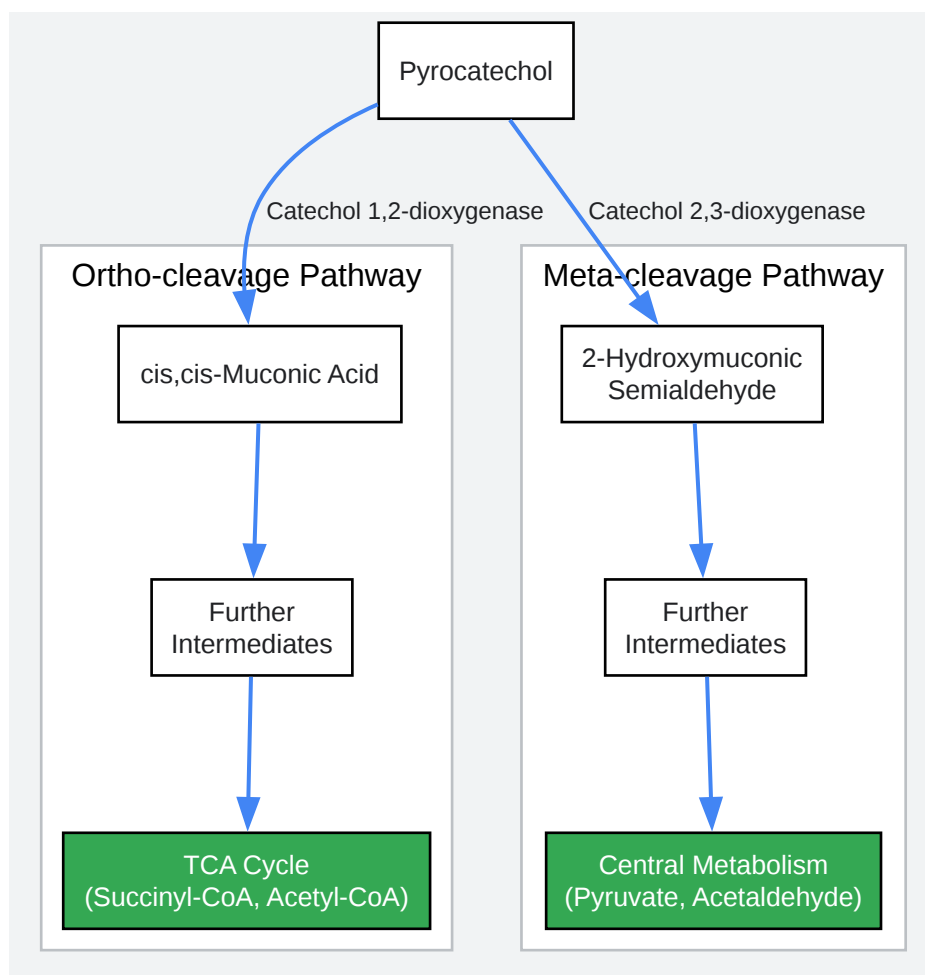 Pyrocatechol
Catechol 1,2-dioxygenase
Catechol 2,3-dioxygenase
Ortho-cleavage Pathway
cis,cis-Muconic Acid
Further
Intermediates
TCA Cycle
(Succinyl-CoA, Acetyl-CoA)
Meta-cleavage Pathway
2-Hydroxymuconic
Semialdehyde
Further
Intermediates
Central Metabolism
(Pyruvate, Acetaldehyde)